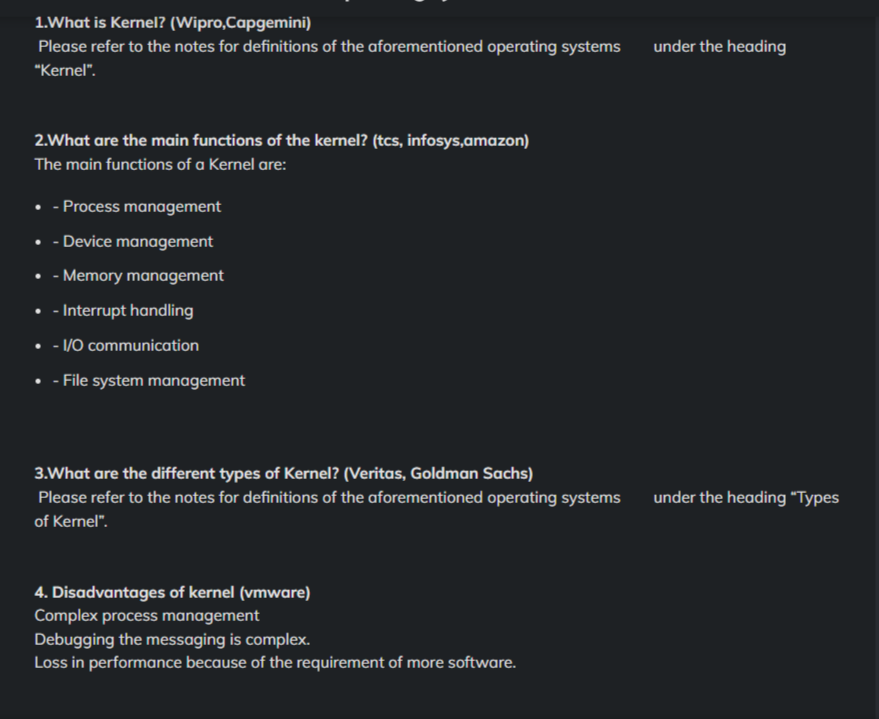 1.What is Kernel? (Wipro,Capgemini)
Please refer to the notes for definitions of the aforementioned operating systems under the heading
“Kernel”.
2.What are the main functions of the kernel? (tcs, infosys,amazon)
The main functions of a Kernel are:
• - Process management
• - Device management
• - Memory management
• - Interrupt handling
• - I/O communication
• - File system management
3.What are the different types of Kernel? (Veritas, Goldman Sachs)
Please refer to the notes for definitions of the aforementioned operating systems under the heading “Types
of Kernel”.
4. Disadvantages of kernel (vmware)
Complex process management
Debugging the messaging is complex.
Loss in performance because of the requirement of more software.